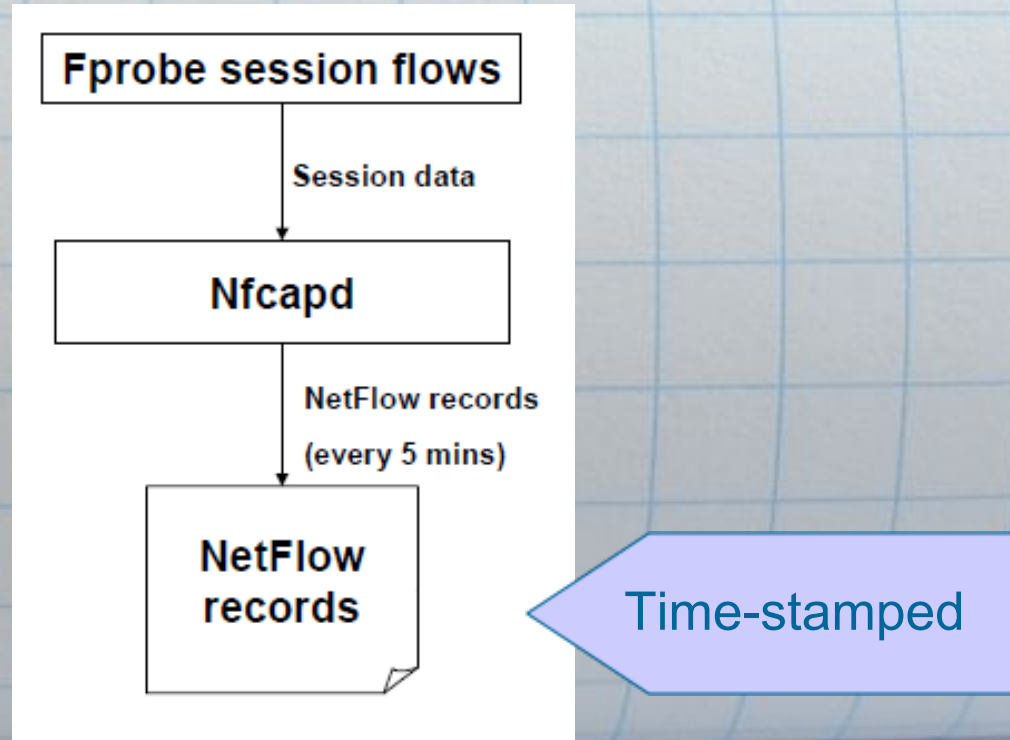 Fprobe session flows
Session data
Nfcapd
NetFlow records
(every 5 mins)
NetFlow
records
Time-stamped